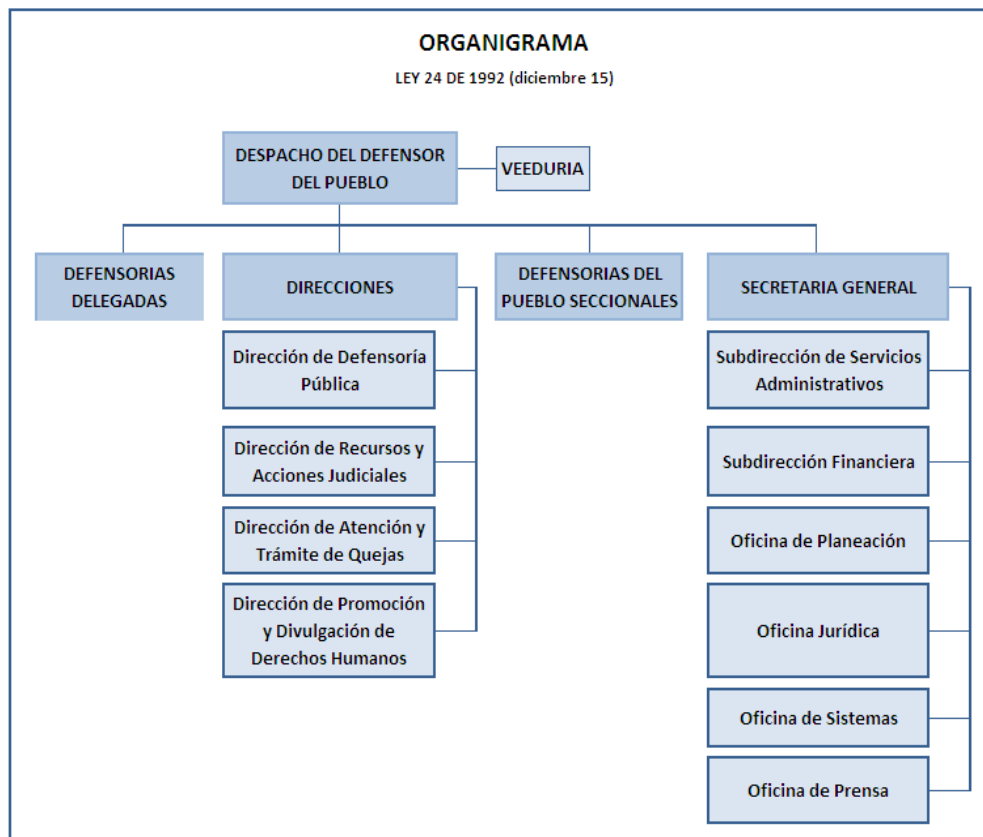 ORGANIGRAMA
LEY 24 DE 1992 (diciembre 15)
DESPACHO DEL DEFENSOR
DEL PUEBLO
VEEDURIA
DEFENSORIAS
DELEGADAS
DIRECCIONES
DEFENSORIAS DEL
PUEBLO SECCIONALES
SECRETARIA GENERAL
Dirección de Defensoría
Pública
Dirección de Recursos y
Acciones Judiciales
Dirección de Atención y
Trámite de Quejas
Dirección de Promoción
y Divulgación de
Derechos Humanos
Subdirección de Servicios
Administrativos
Subdirección Financiera
Oficina de Planeación
Oficina Jurídica
Oficina de Sistemas
Oficina de Prensa